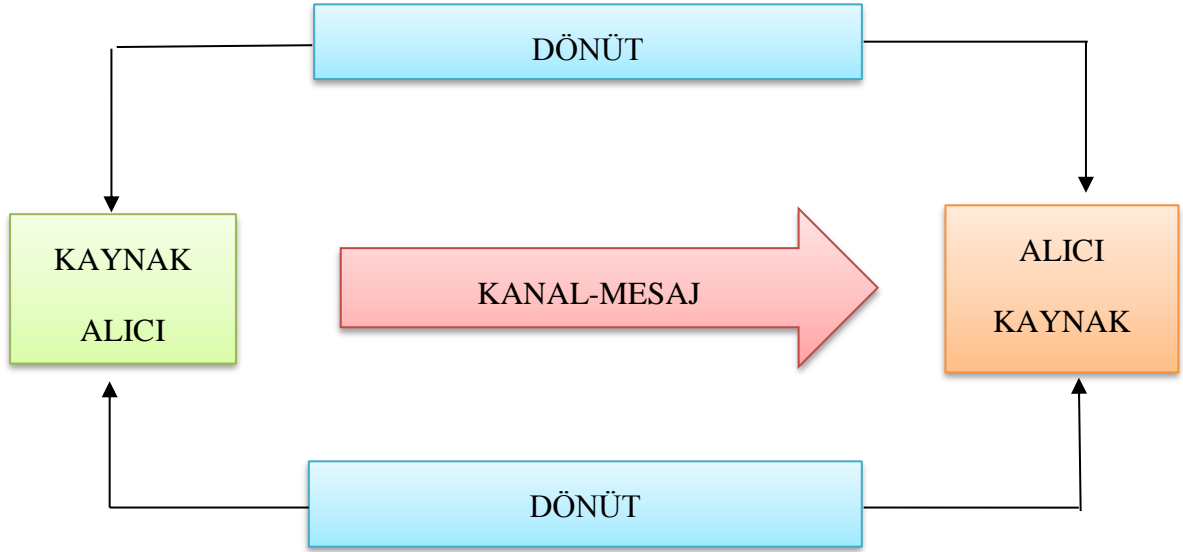 DÖNÜT
KAYNAK
ALICI
KANAL-MESAJ
ALICI
KAYNAK
DÖNÜT